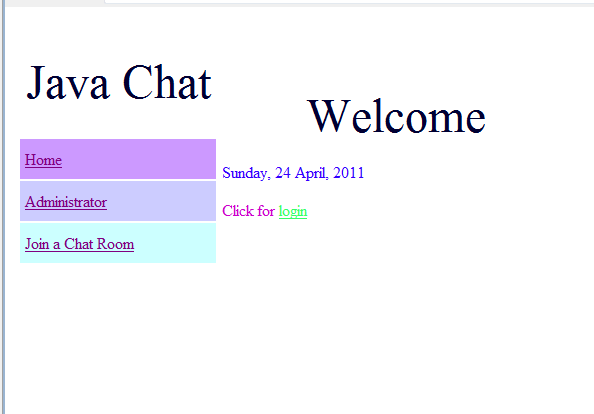 Java Chat
Welcome
Home
Administrator
Join a Chat Room
Sunday, 24 April, 2011
Click for login